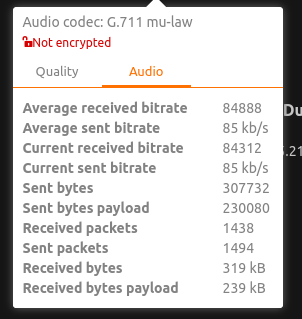 Audio codec: G.711 mu-law
Not encrypted
Quality Audio
Average received bitrate 84888
Average sent bitrate 85 kb/s
Current received bitrate 84312
Current sent bitrate 85 kb/s
Sent bytes 307732
Sent bytes payload 230080
Received packets 1438
Sent packets 1494
Received bytes 319 kB
Received bytes payload 239 kB
Du
.21